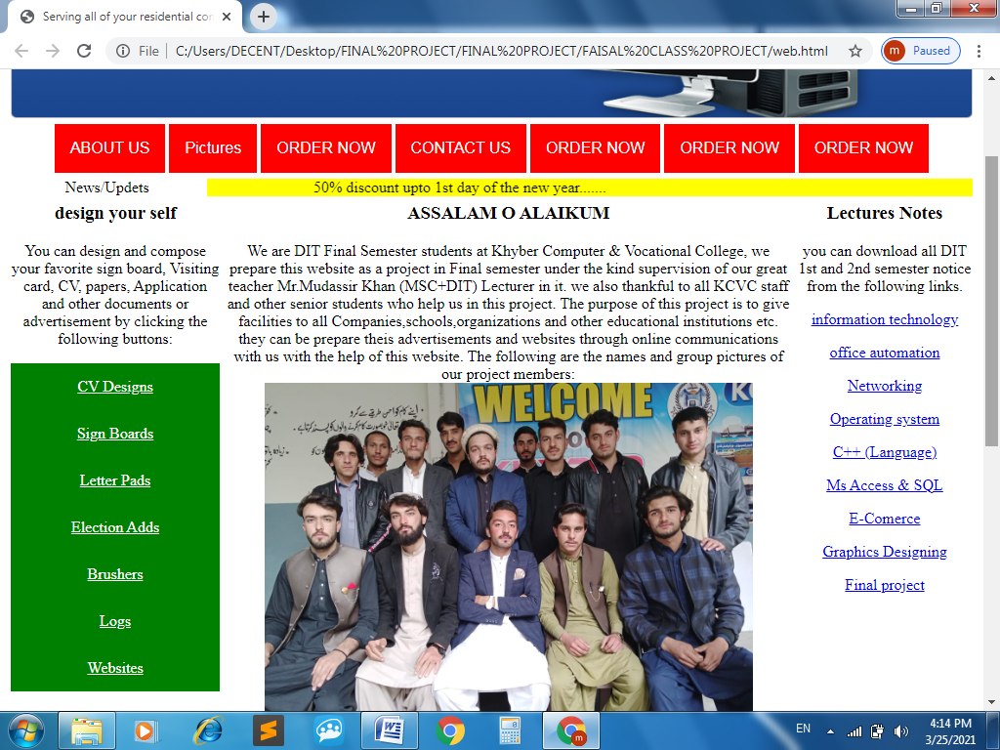 Serving all of your residential con
File
C:/Users/DECENT/Desktop/FINAL%20PROJECT/FINAL%20PROJECT/FAISAL%20CLASS%20PROJECT/web.html
m Paused
ABOUT US
Pictures
ORDER NOW
CONTACT US
ORDER NOW
ORDER NOW
ORDER NOW
News/Updets
50% discount upto 1st day of the new year.......
design your self
You can design and compose
your favorite sign board, Visiting
card, CV, papers, Application
and other documents or
advertisement by clicking the
following buttons:
CV Designs
Sign Boards
Letter Pads
Election Adds
Brushers
Logs
Websites
ASSALAM O ALAIKUM
We are DIT Final Semester students at Khyber Computer & Vocational College, we
prepare this website as a project in Final semester under the kind supervision of our great
teacher Mr.Mudassir Khan (MSC+DIT) Lecturer in it. we also thankful to all KCVC staff
and other senior students who help us in this project. The purpose of this project is to give
facilities to all Companies,schools,organizations and other educational institutions etc.
they can be prepare theis advertisements and websites through online communications
with us with the help of this website. The following are the names and group pictures of
our project members:
WELCOME
Lectures Notes
you can download all DIT
1st and 2nd semester notice
from the following links.
information technology
office automation
Networking
Operating system
C++ (Language)
Ms Access & SQL
E-Comerce
Graphics Designing
Final project
EN
4:14 PM
3/25/2021